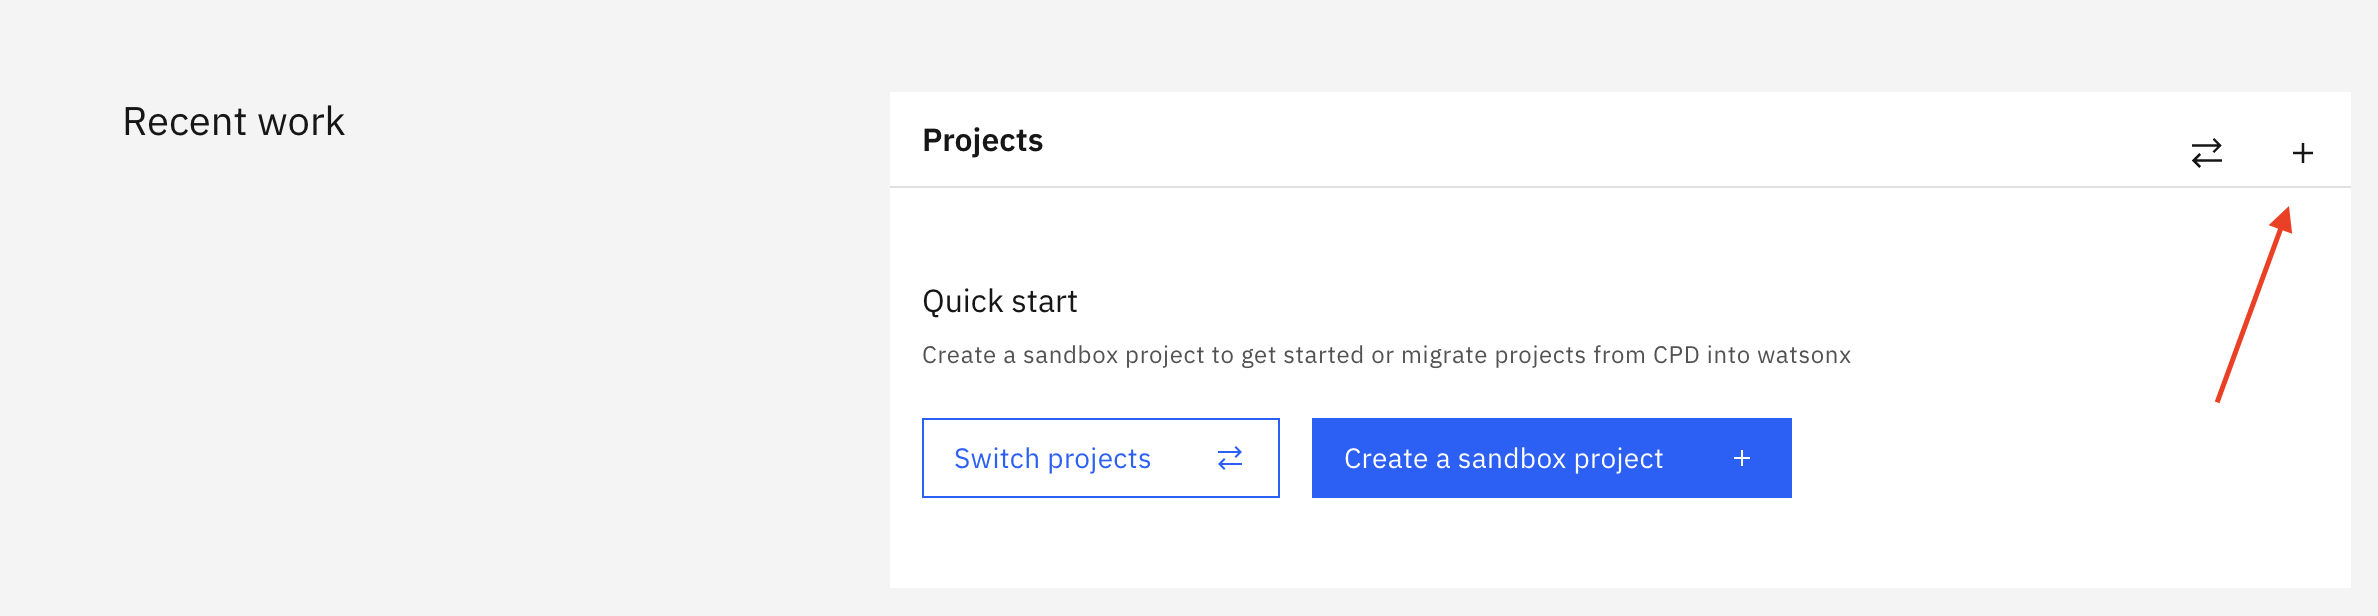 Recent work
Projects
Quick start
Create a sandbox project to get started or migrate projects from CPD into watsonx
Switch projects
Create a sandbox project